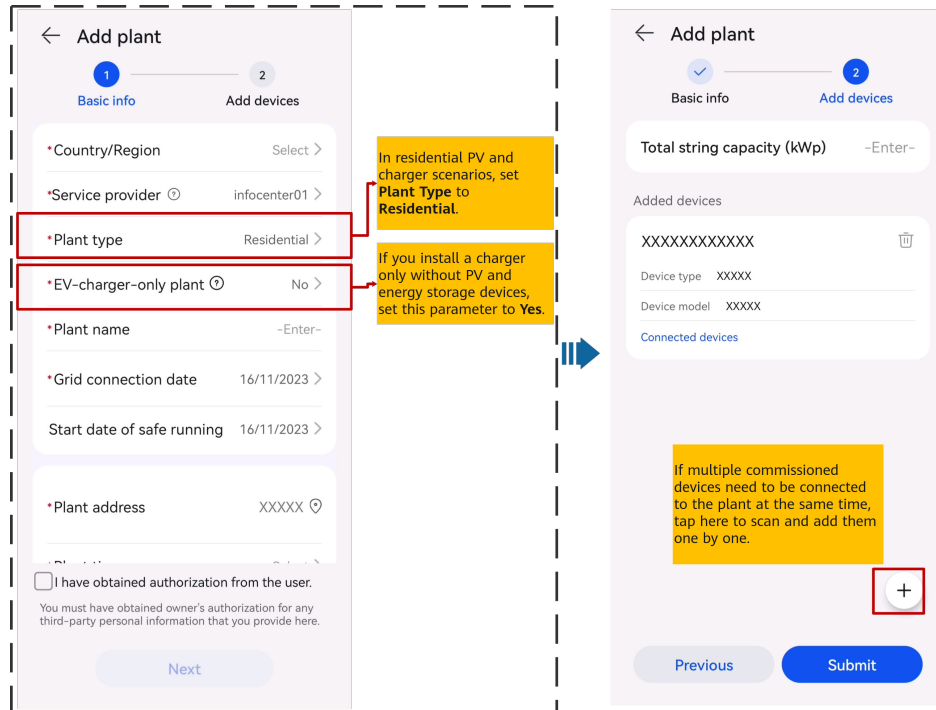 Add plant
1
2
Basic info
Add devices
*Country/Region
Select >
*Service provider ?
infocenter01 >
*Plant type
Residential >
*EV-charger-only plant ?
No >
*Plant name
-Enter-
*Grid connection date
16/11/2023 >
Start date of safe running
16/11/2023 >
*Plant address
XXXXX
I have obtained authorization from the user.
You must have obtained owner's authorization for any
third-party personal information that you provide here.
Next
In residential PV and
charger scenarios, set
Plant Type to
Residential.
If you install a charger
only without PV and
energy storage devices,
set this parameter to Yes.
Add plant
2
Basic info
Add devices
Total string capacity (kWp)
-Enter-
Added devices
XXXXXXXXXXXX
Device type XXXXX
Device model XXXXX
Connected devices
If multiple commissioned
devices need to be connected
to the plant at the same time,
tap here to scan and add them
one by one.
+
Previous
Submit